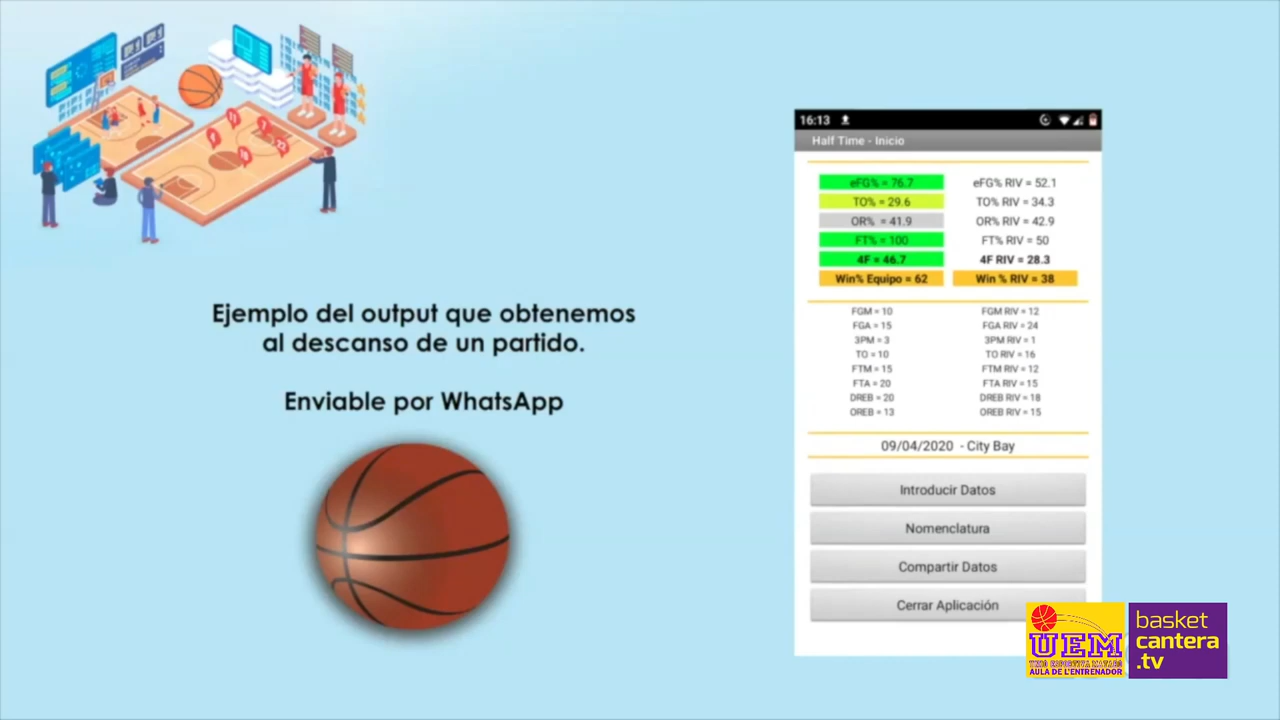 Ejemplo del output que obtenemos
al descanso de un partido.
Enviable por WhatsApp
16:13
Half Time - Inicio
eFG% = 76.7 eFG% RIV = 52.1
TO% = 29.6 TO% RIV = 34.3
OR% = 41.9 OR% RIV = 42.9
FT% = 100 FT% RIV = 50
4F = 46.7 4F RIV = 28.3
Win% Equipo = 62 Win % RIV = 38
FGM = 10 FGM RIV = 12
FGA = 15 FGA RIV = 24
3PM = 3 3PM RIV = 1
TO = 10 TO RIV = 16
FTM = 15 FTM RIV = 12
FTA = 20 FTA RIV = 15
DREB = 20 DREB RIV = 18
OREB = 13 OREB RIV = 15
09/04/2020 - City Bay
Introducir Datos
Nomenclatura
Compartir Datos
Cerrar Aplicación
UEM
UNIÓ ESPORTIVA MATARÓ
AULA DE L'ENTRENADOR
basket
cantera
.tv